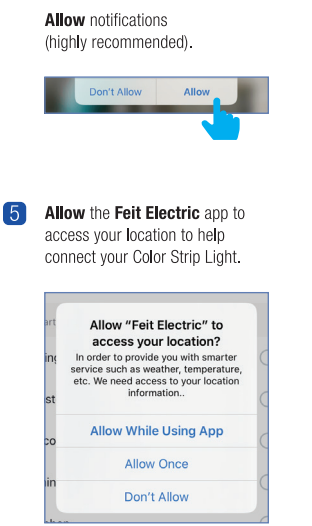 Allow notifications
(highly recommended).
Don't Allow Allow
5 Allow the Feit Electric app to
access your location to help
connect your Color Strip Light.
Allow "Feit Electric" to
access your location?
In order to provide you with smarter
service such as weather, temperature,
etc. We need access to your location
information..
Allow While Using App
Allow Once
Don't Allow